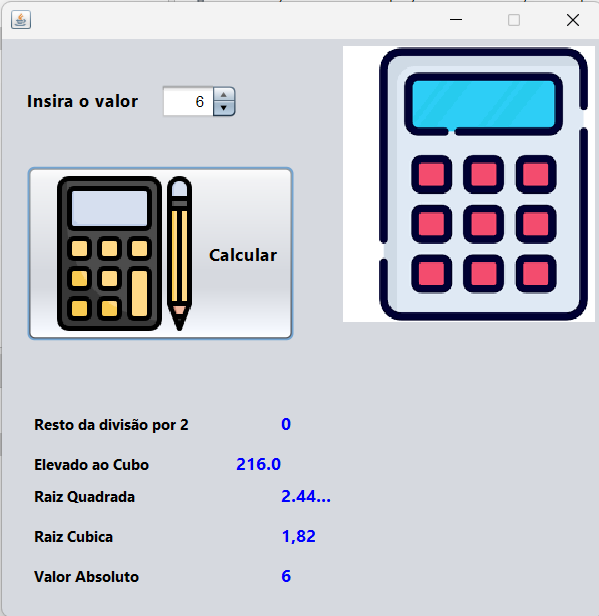 Insira o valor 6
Calcular
Resto da divisão por 2 0
Elevado ao Cubo 216.0
Raiz Quadrada 2.44...
Raiz Cubica 1,82
Valor Absoluto 6